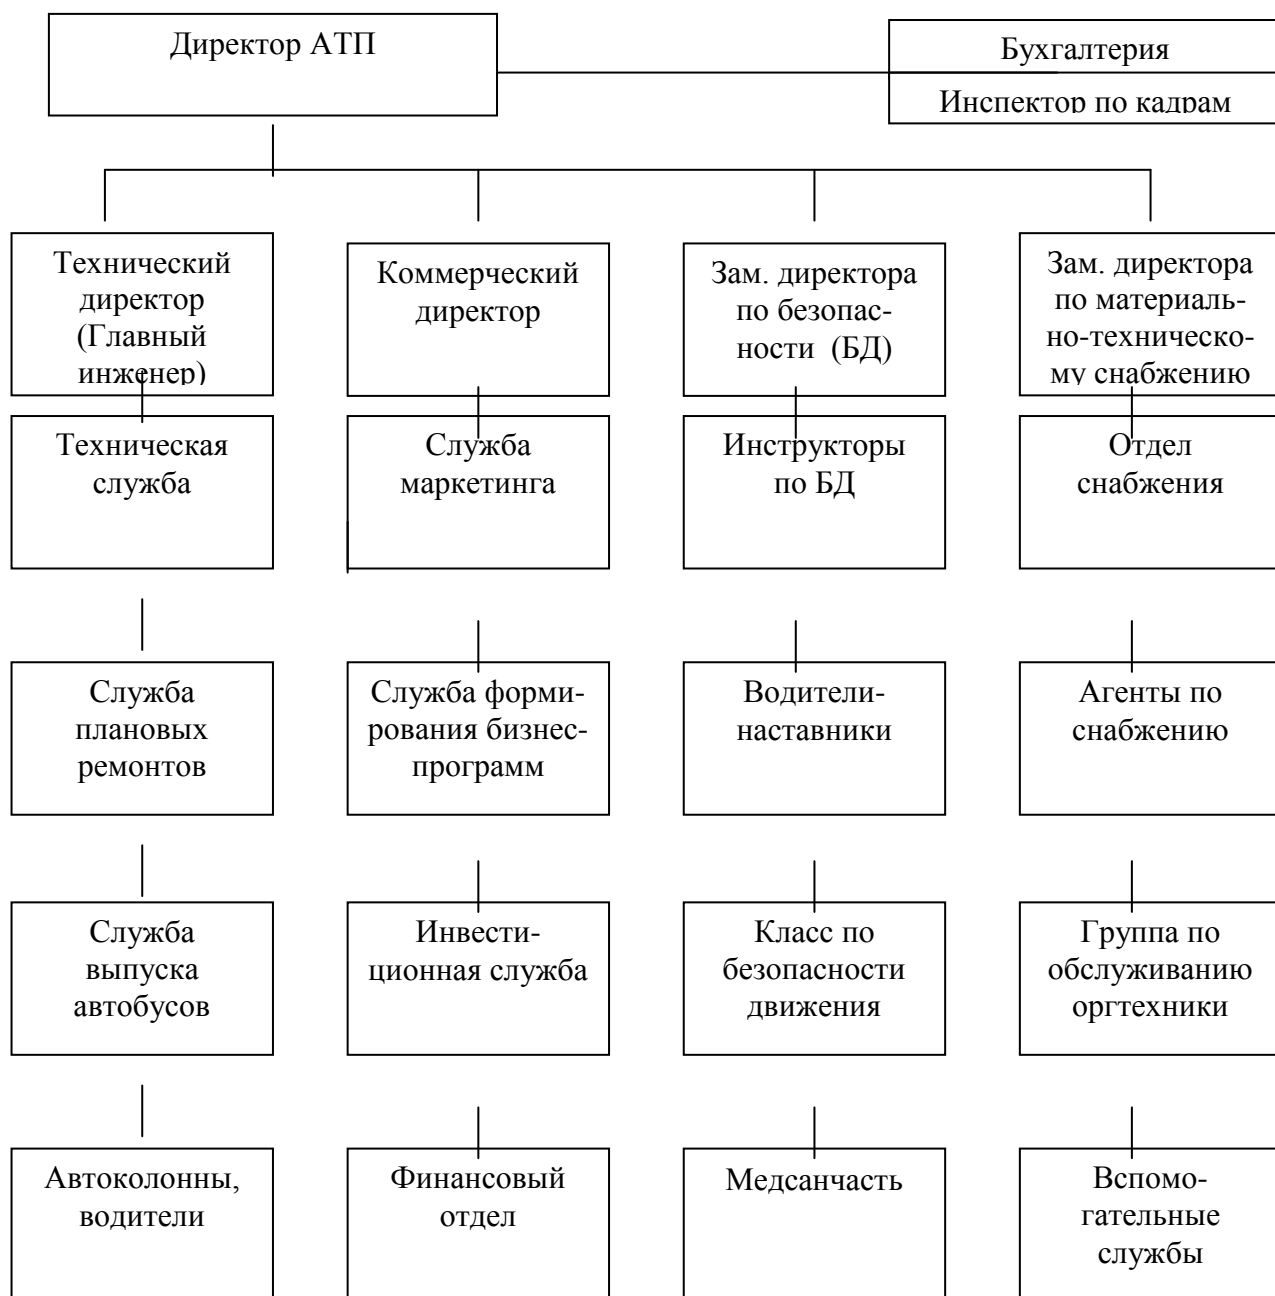 Директор АТП
Бухгалтерия
Инспектор по кадрам
Технический
директор
(Главный
инженер)
Коммерческий
директор
Зам. директора
по безопас-
ности (БД)
Зам. директора
по материаль-
но-техническо-
му снабжению
Техническая
служба
Служба
маркетинга
Инструкторы
по БД
Отдел
снабжения
Служба
плановых
ремонтов
Служба форми-
рования бизнес-
программ
Водители-
наставники
Агенты по
снабжению
Служба
выпуска
автобусов
Инвести-
ционная служба
Класс по
безопасности
движения
Группа по
обслуживанию
оргтехники
Автоколонны,
водители
Финансовый
отдел
Медсанчасть
Вспомо-
гательные
службы